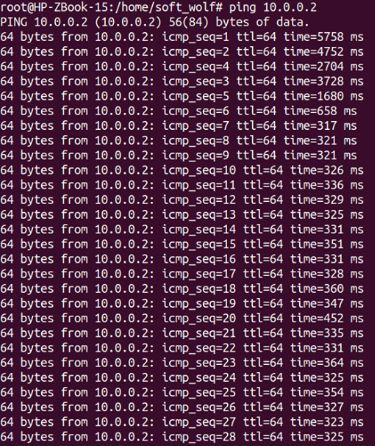 root@HP-ZBook-15:/home/soft_wolf# ping 10.0.0.2
PING 10.0.0.2 (10.0.0.2) 56(84) bytes of data.
64 bytes from 10.0.0.2: icmp_seq=1 ttl=64 time=5758 ms
64 bytes from 10.0.0.2: icmp_seq=2 ttl=64 time=4752 ms
64 bytes from 10.0.0.2: icmp_seq=4 ttl=64 time=2704 ms
64 bytes from 10.0.0.2: icmp_seq=3 ttl=64 time=3728 ms
64 bytes from 10.0.0.2: icmp_seq=5 ttl=64 time=1680 ms
64 bytes from 10.0.0.2: icmp_seq=6 ttl=64 time=658 ms
64 bytes from 10.0.0.2: icmp_seq=7 ttl=64 time=317 ms
64 bytes from 10.0.0.2: icmp_seq=8 ttl=64 time=321 ms
64 bytes from 10.0.0.2: icmp_seq=9 ttl=64 time=321 ms
64 bytes from 10.0.0.2: icmp_seq=10 ttl=64 time=326 ms
64 bytes from 10.0.0.2: icmp_seq=11 ttl=64 time=336 ms
64 bytes from 10.0.0.2: icmp_seq=12 ttl=64 time=329 ms
64 bytes from 10.0.0.2: icmp_seq=13 ttl=64 time=325 ms
64 bytes from 10.0.0.2: icmp_seq=14 ttl=64 time=331 ms
64 bytes from 10.0.0.2: icmp_seq=15 ttl=64 time=351 ms
64 bytes from 10.0.0.2: icmp_seq=16 ttl=64 time=331 ms
64 bytes from 10.0.0.2: icmp_seq=17 ttl=64 time=328 ms
64 bytes from 10.0.0.2: icmp_seq=18 ttl=64 time=360 ms
64 bytes from 10.0.0.2: icmp_seq=19 ttl=64 time=347 ms
64 bytes from 10.0.0.2: icmp_seq=20 ttl=64 time=452 ms
64 bytes from 10.0.0.2: icmp_seq=21 ttl=64 time=335 ms
64 bytes from 10.0.0.2: icmp_seq=22 ttl=64 time=331 ms
64 bytes from 10.0.0.2: icmp_seq=23 ttl=64 time=364 ms
64 bytes from 10.0.0.2: icmp_seq=24 ttl=64 time=325 ms
64 bytes from 10.0.0.2: icmp_seq=25 ttl=64 time=354 ms
64 bytes from 10.0.0.2: icmp_seq=26 ttl=64 time=327 ms
64 bytes from 10.0.0.2: icmp_seq=27 ttl=64 time=323 ms
64 bytes from 10.0.0.2: icmp_seq=28 ttl=64 time=325 ms